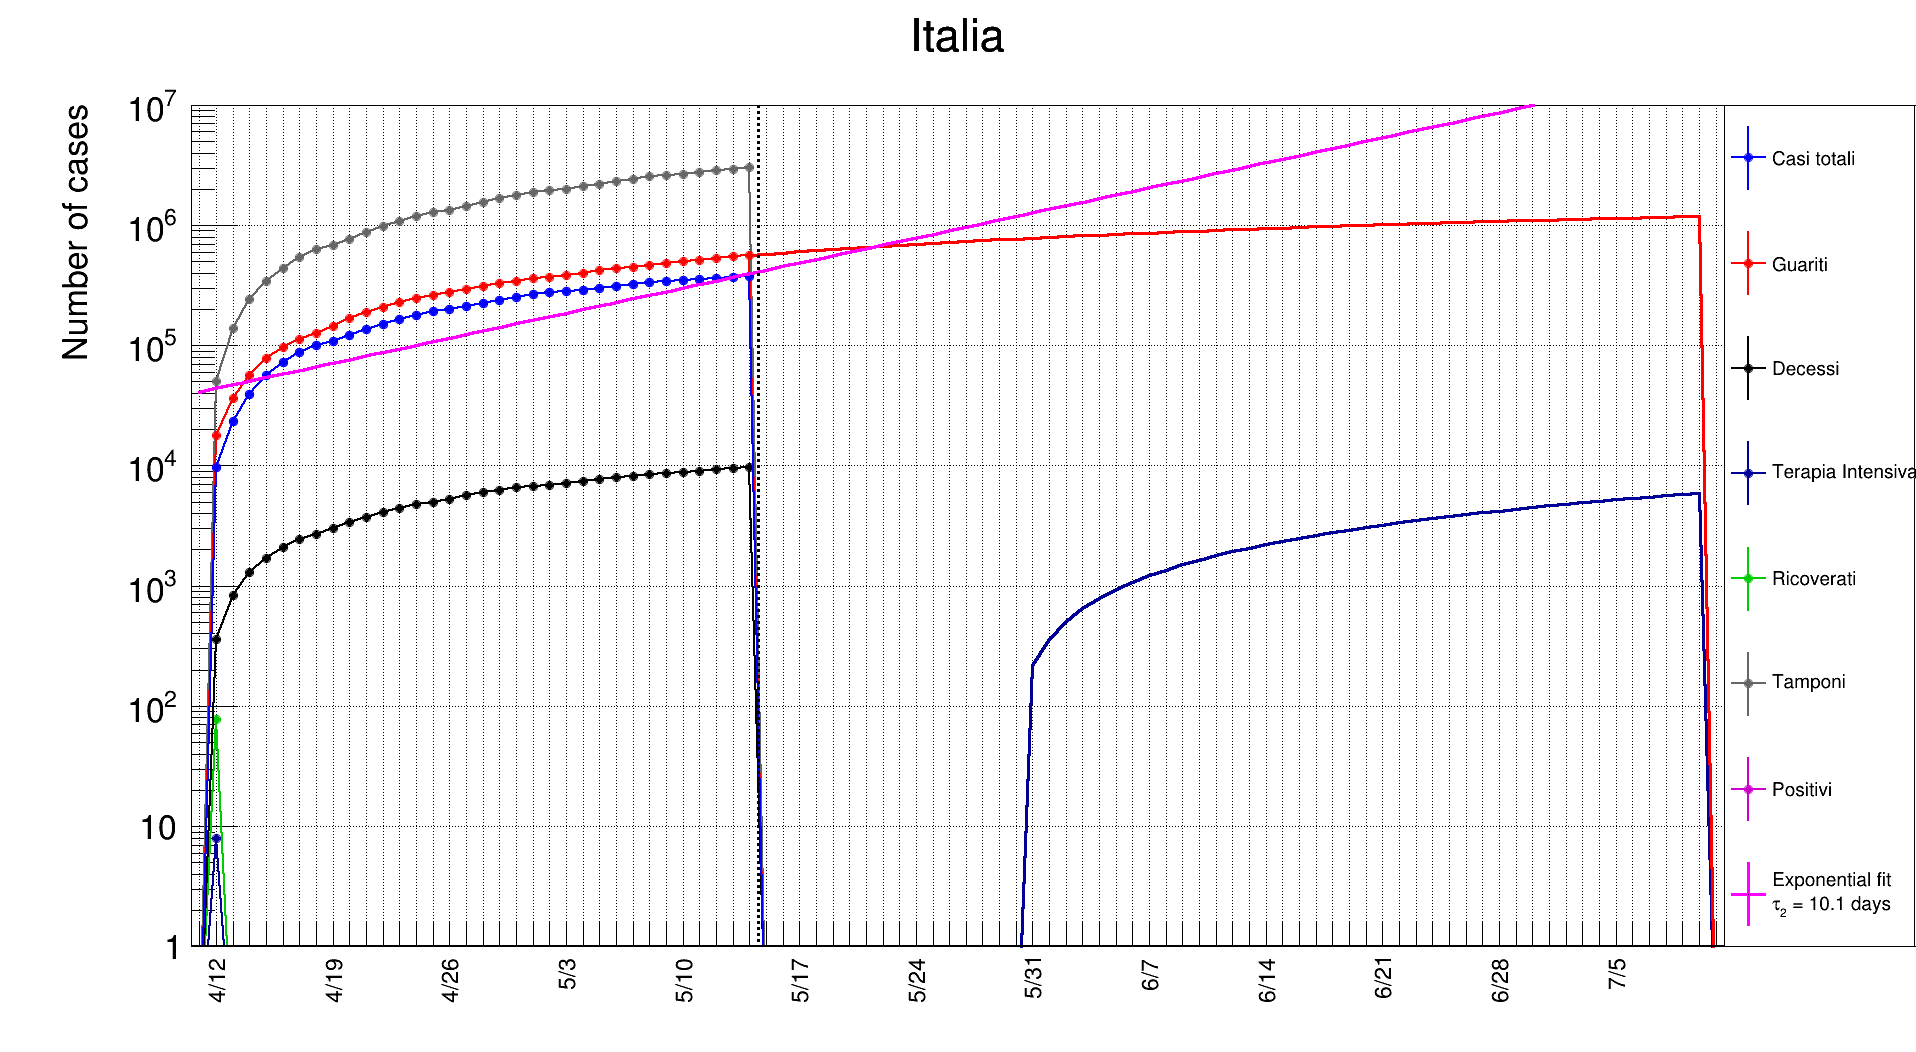 Italia
Number of cases
10^7
10^6
10^5
10^4
10^3
10^2
10
1
4/12
4/19
4/26
5/3
5/10
5/17
5/24
5/31
6/7
6/14
6/21
6/28
7/5
Casi totali
Guariti
Decessi
Terapia Intensiva
Ricoverati
Tamponi
Positivi
Exponential fit
τ_2 = 10.1 days